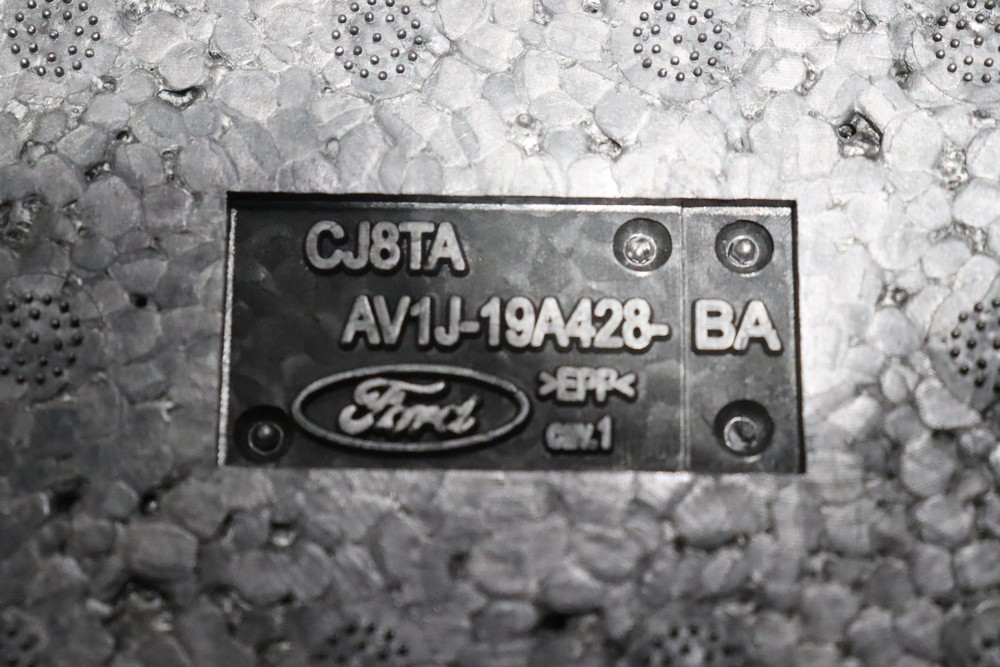 CJ8TA
AV1J-19A428- BA
Ford
>EPP<
cav.1